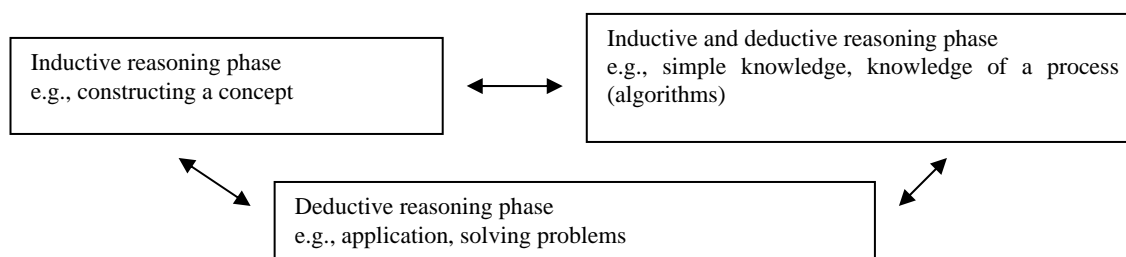 Inductive reasoning phase
e.g., constructing a concept
Inductive and deductive reasoning phase
e.g., simple knowledge, knowledge of a process
(algorithms)
Deductive reasoning phase
e.g., application, solving problems